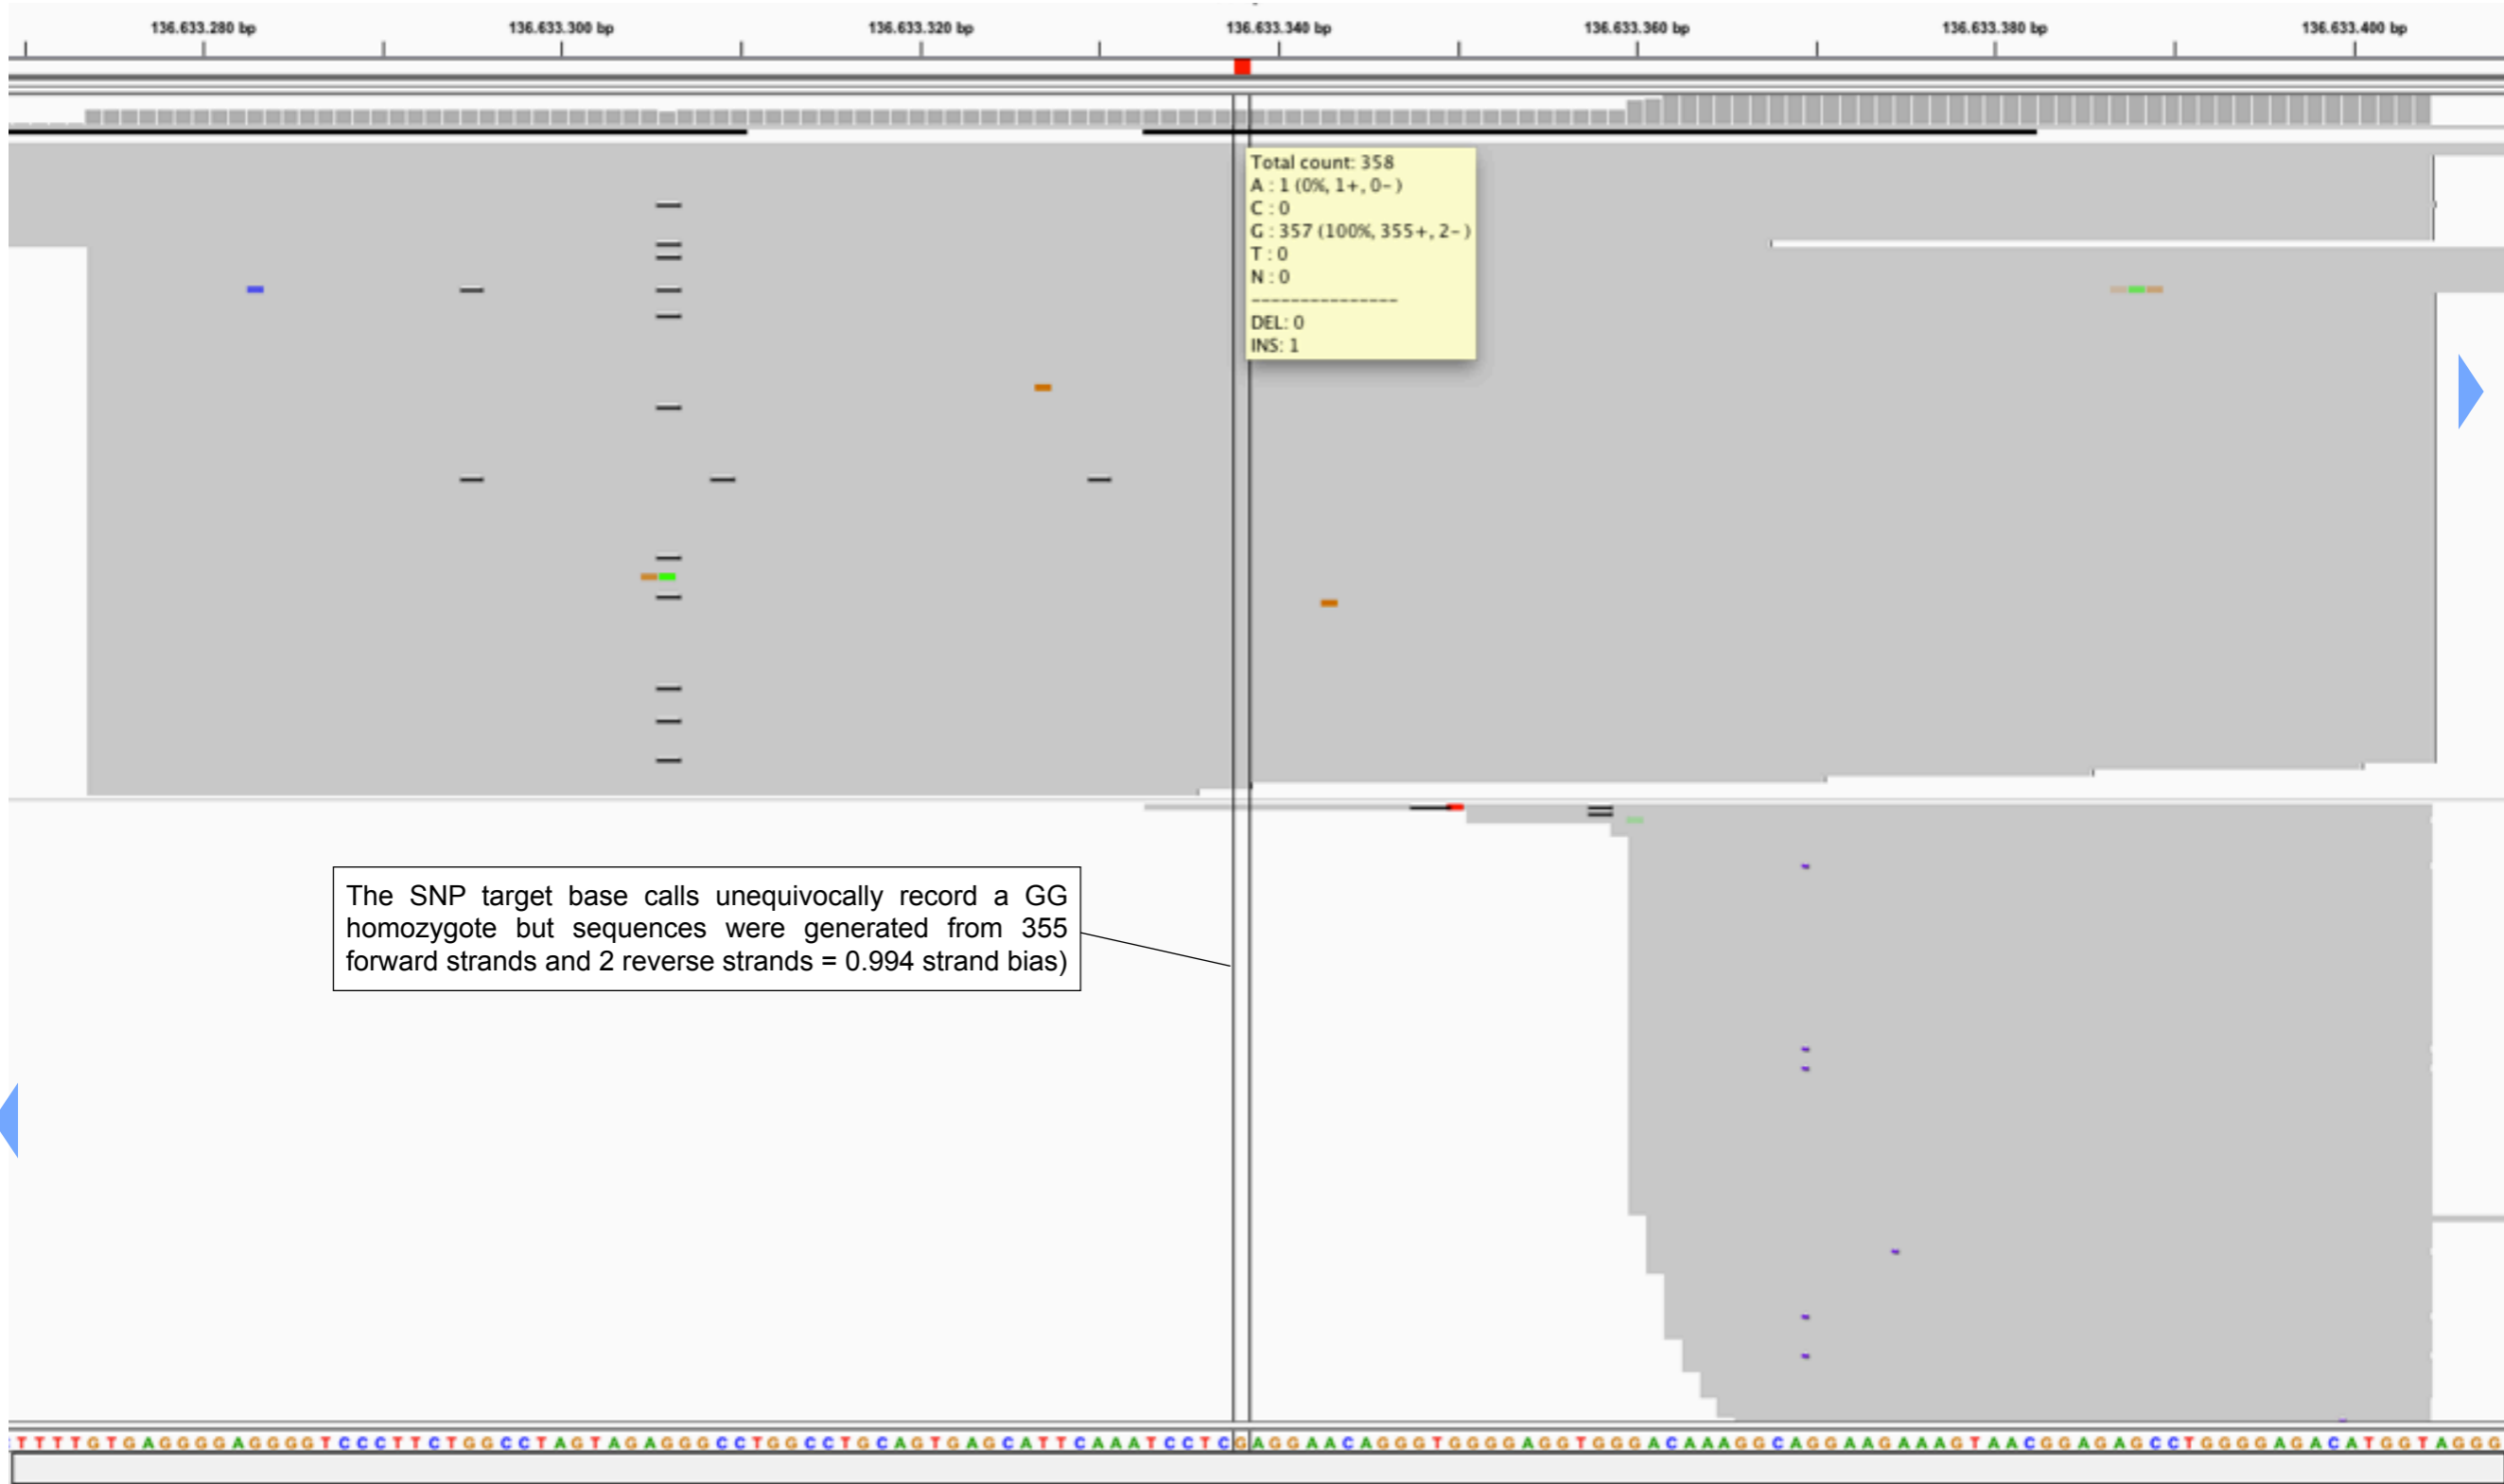 136.633.280 bp 136.633.300 bp 136.633.320 bp 136.633.340 bp 136.633.360 bp 136.633.380 bp 136.633.400 bp
Total count: 358
A : 1 (0%, 1+, 0- )
C : 0
G : 357 (100%, 355+, 2- )
T : 0
N : 0
---------------
DEL: 0
INS: 1
The SNP target base calls unequivocally record a GG
homozygote but sequences were generated from 355
forward strands and 2 reverse strands = 0.994 strand bias)
T T T T G T G A G G G G A G G G G T C C C T T C T G G C C T A G T A G A G G G C C T G G C C T G C A G T G A G C A T T C A A A T C C T C G A G G A A C A G G G T G G G G A G G T G G G A C A A A G G C A G G A A G A A A G T A A C G G A G A G C C T G G G G A G A C A T G G T A G G G